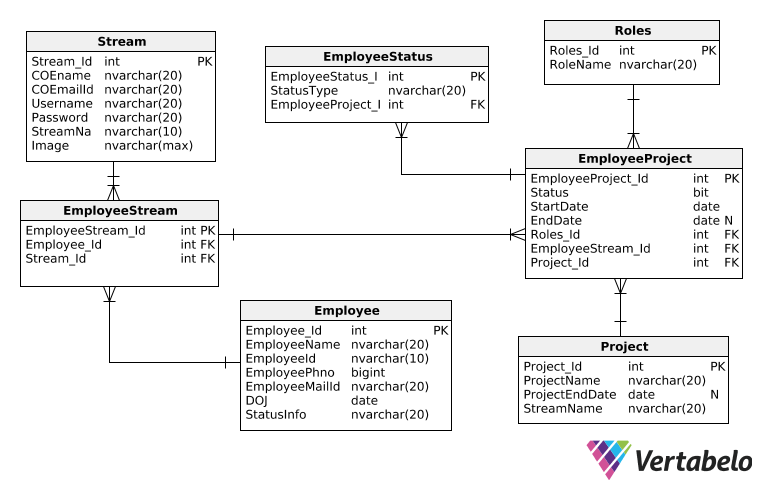 Stream
Stream_Id int PK
COEname nvarchar(20)
COEmailId nvarchar(20)
Username nvarchar(20)
Password nvarchar(20)
StreamNa nvarchar(10)
Image nvarchar(max)
EmployeeStatus
EmployeeStatus_I int PK
StatusType nvarchar(20)
EmployeeProject_I int FK
Roles
Roles_Id int PK
RoleName nvarchar(20)
EmployeeProject
EmployeeProject_Id int PK
Status bit
StartDate date
EndDate date N
Roles_Id int FK
EmployeeStream_Id int FK
Project_Id int FK
EmployeeStream
EmployeeStream_Id int PK
Employee_Id int FK
Stream_Id int FK
Employee
Employee_Id int PK
EmployeeName nvarchar(20)
EmployeeId nvarchar(10)
EmployeePhno bigint
EmployeeMailId nvarchar(20)
DOJ date
StatusInfo nvarchar(20)
Project
Project_Id int PK
ProjectName nvarchar(20)
ProjectEndDate date N
StreamName nvarchar(20)
Vertabelo